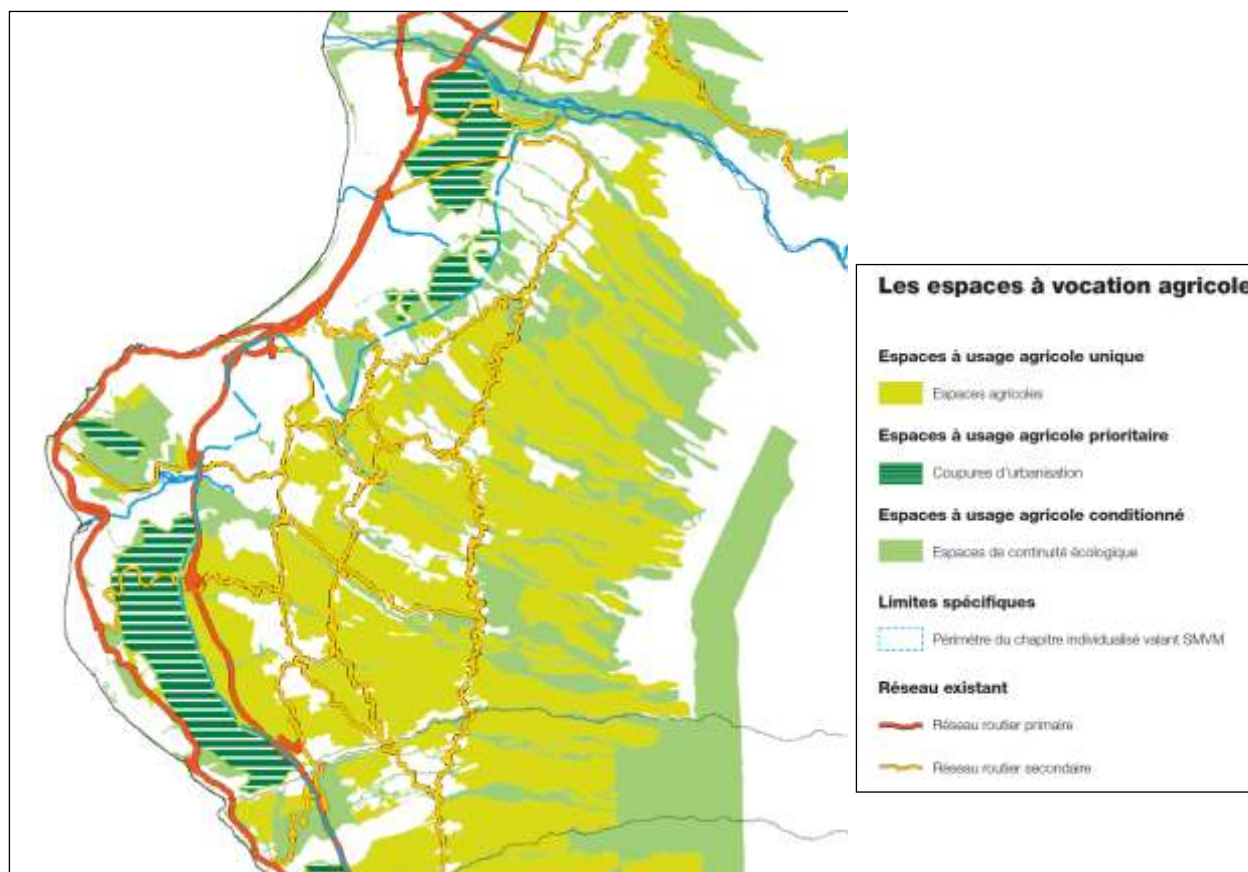 Les espaces à vocation agricole
Espaces à usage agricole unique
Espaces agricoles
Espaces à usage agricole prioritaire
Coupures d'urbanisation
Espaces à usage agricole conditionné
Espaces de continuité écologique
Limites spécifiques
Périmètre du chapitre individualisé valant SMVM
Réseau existant
Réseau routier primaire
Réseau routier secondaire